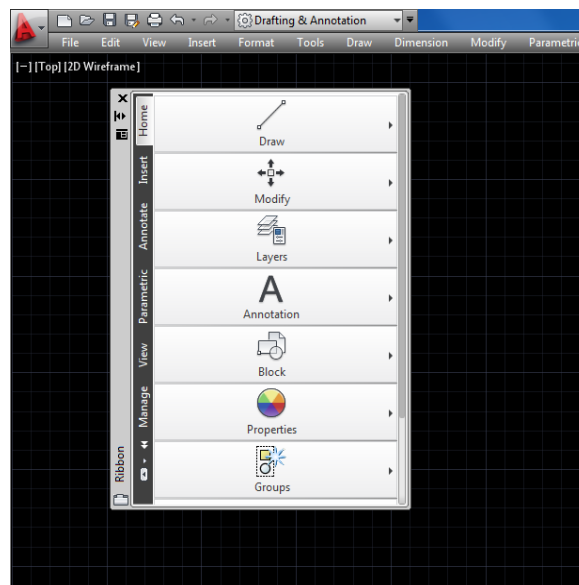 Drafting & Annotation
File Edit View Insert Format Tools Draw Dimension Modify Parametric
[−] [Top] [2D Wireframe]
Home
Insert
Annotate
Parametric
View
Manage
Ribbon
Draw
Modify
Layers
A
Annotation
Block
Properties
Groups